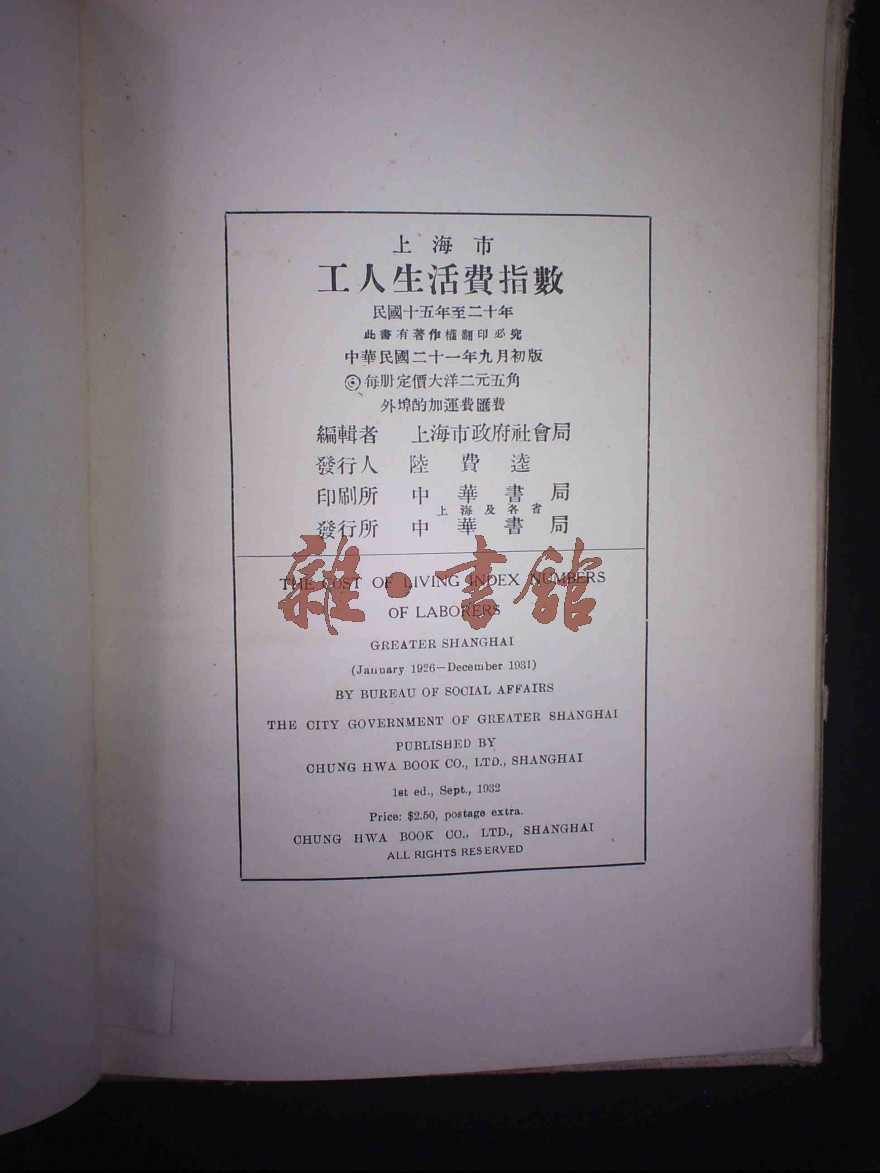 上海市
工人生活費指數
民國十五年至二十年
此書有著作權翻印必究
中華民國二十一年九月初版
每册定價大洋二元五角
外埠酌加運費匯費
編輯者 上海市政府社會局
發行人 陸費逵
印刷所 中華書局
上海及各省
發行所 中華書局
雜·書館
THE COST OF LIVING INDEX NUMBERS
OF LABORERS
GREATER SHANGHAI
(January 1926—December 1931)
BY BUREAU OF SOCIAL AFFAIRS
THE CITY GOVERNMENT OF GREATER SHANGHAI
PUBLISHED BY
CHUNG HWA BOOK CO., LTD., SHANGHAI
1st ed., Sept., 1932
Price: $2.50, postage extra.
CHUNG HWA BOOK CO., LTD., SHANGHAI
ALL RIGHTS RESERVED